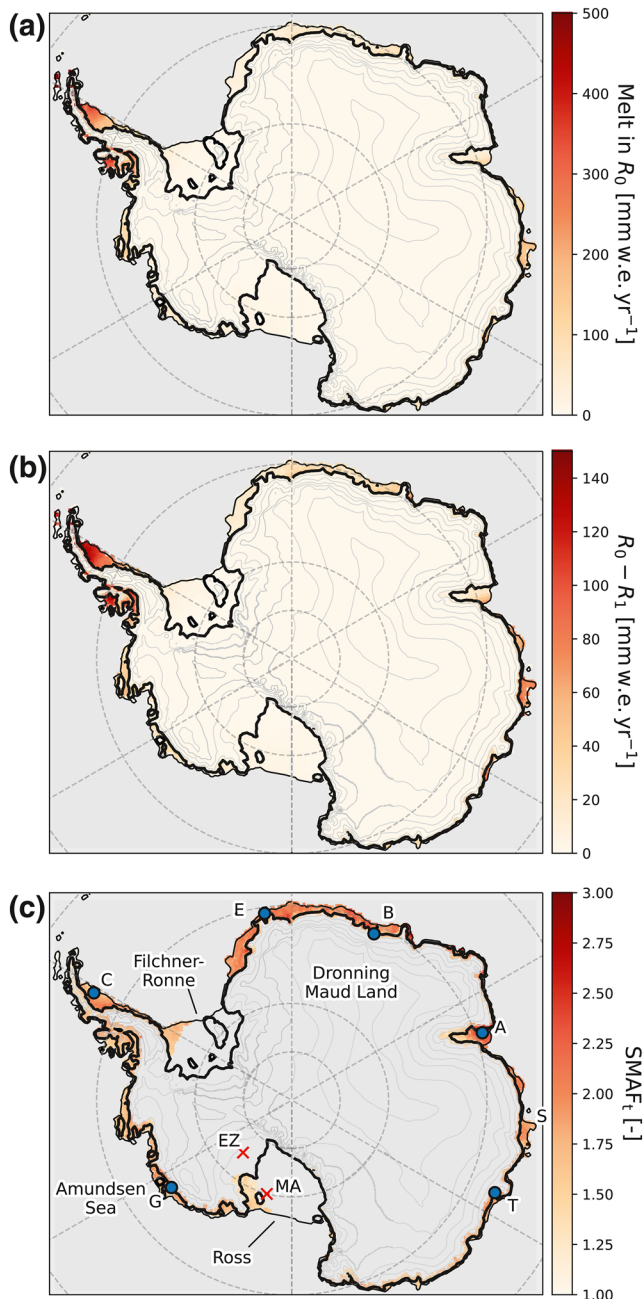 (a)
500
400
300
200
100
0
Melt in R₀ [mm w.e. yr⁻¹]
(b)
140
120
100
80
60
40
20
0
R₀ − R₁ [mm w.e. yr⁻¹]
(c)
E
B
Filchner-
Ronne
Dronning
Maud Land
C
A
S
EZ
MA
T
Amundsen
Sea
G
Ross
3.00
2.75
2.50
2.25
2.00
1.75
1.50
1.25
1.00
SMAFₜ [-]